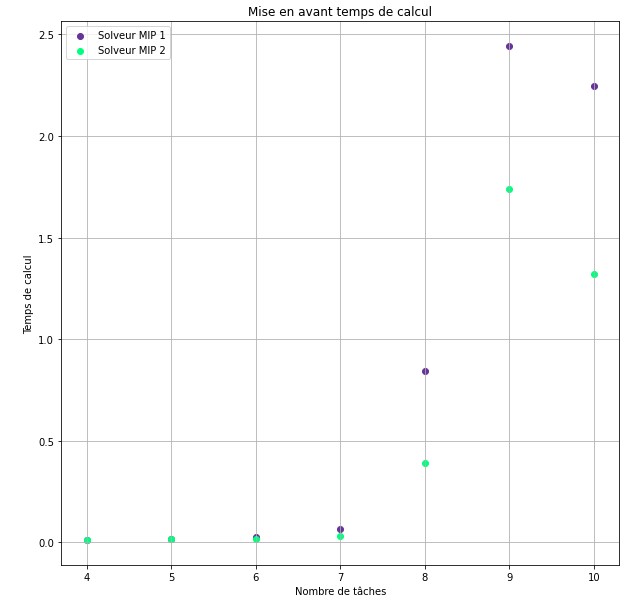 Mise en avant temps de calcul
Solveur MIP 1
Solveur MIP 2
2.5
2.0
1.5
1.0
0.5
0.0
Temps de calcul
4 5 6 7 8 9 10
Nombre de tâches